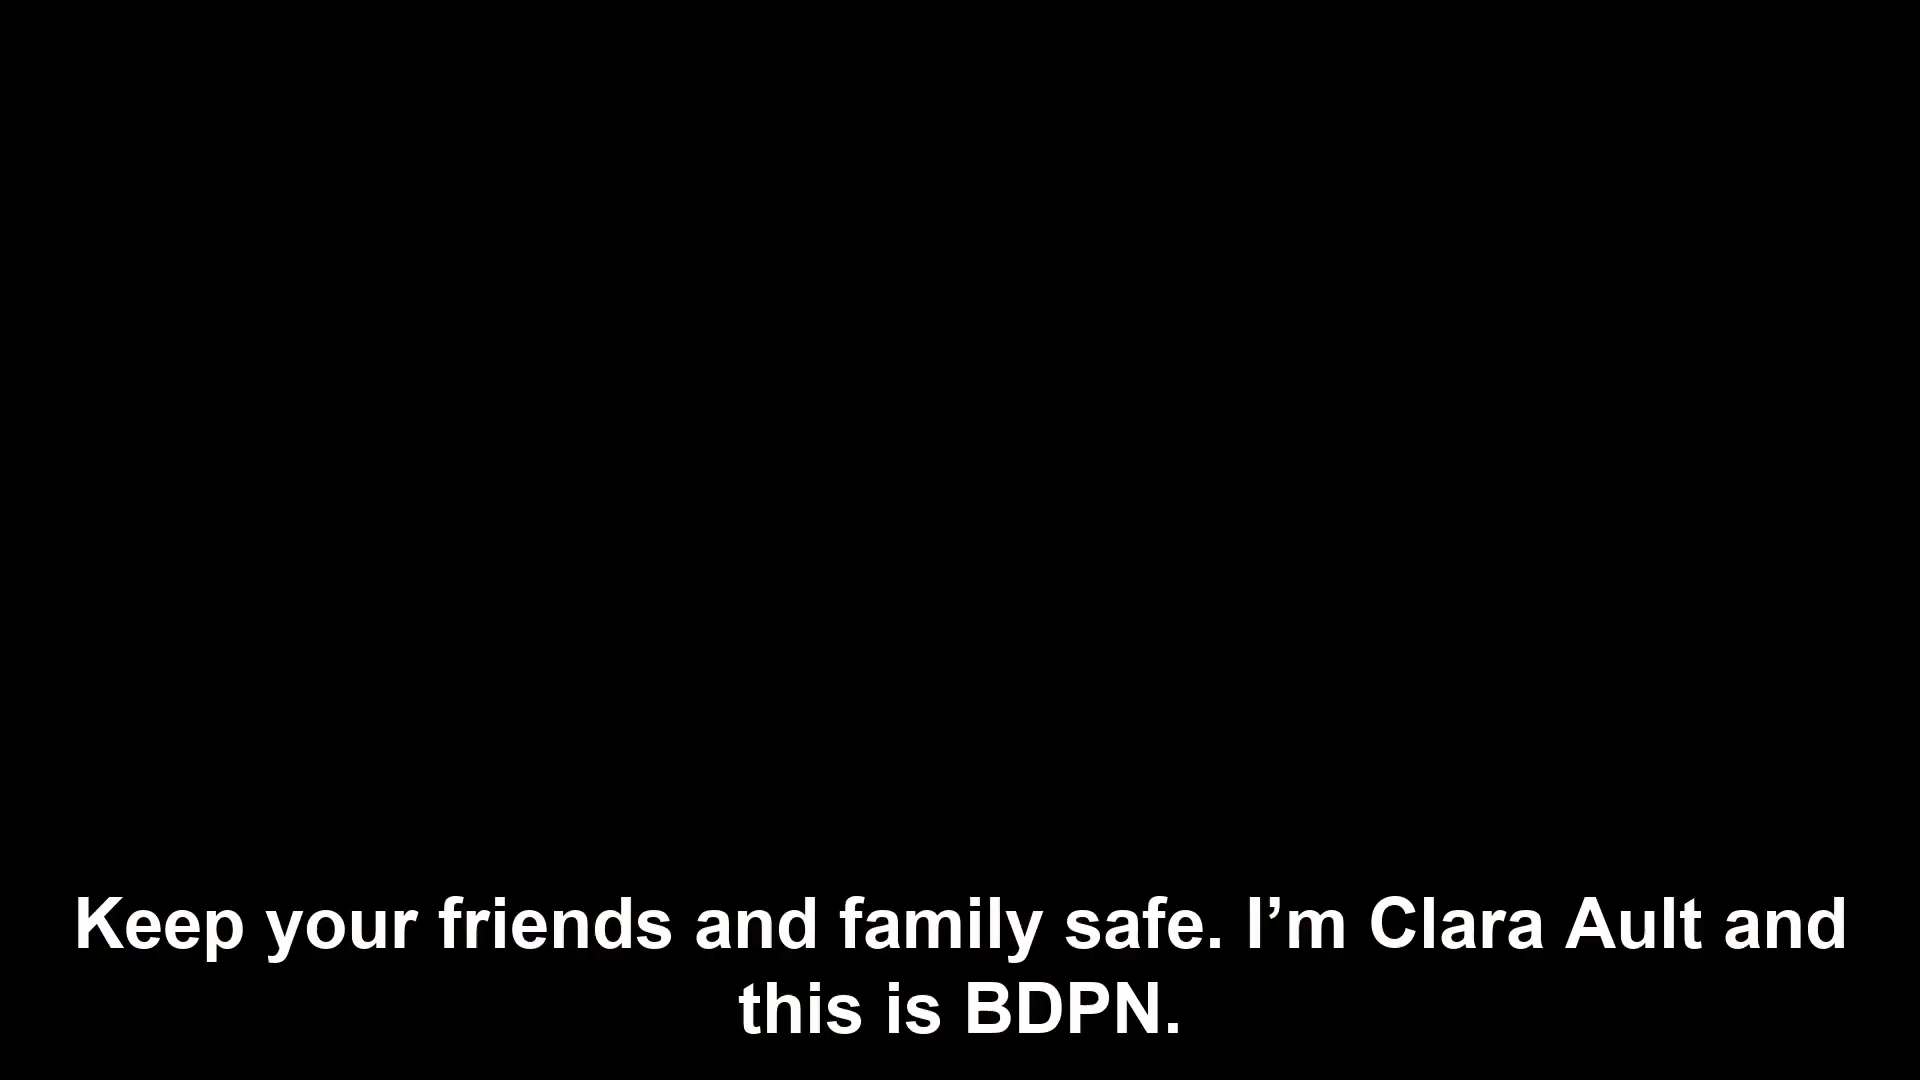 Keep your friends and family safe. I’m Clara Ault and
this is BDPN.